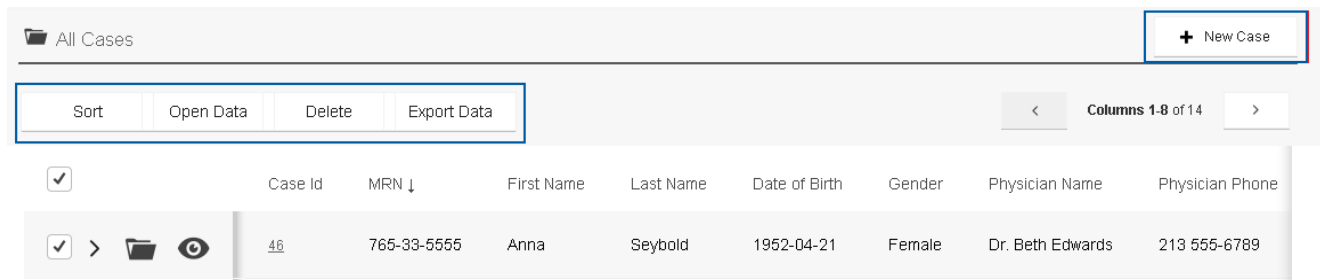 All Cases
+ New Case
Sort Open Data Delete Export Data
< Columns 1-8 of 14 >
Case Id MRN ↓ First Name Last Name Date of Birth Gender Physician Name Physician Phone
46 765-33-5555 Anna Seybold 1952-04-21 Female Dr. Beth Edwards 213 555-6789